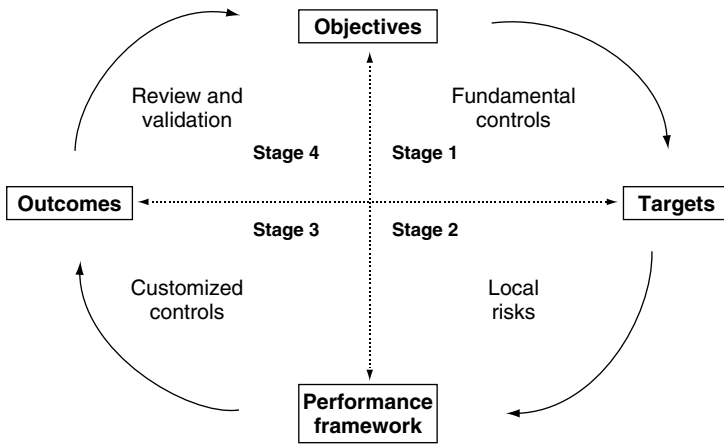 Objectives
Review and
validation
Fundamental
controls
Stage 4
Stage 1
Outcomes
Targets
Stage 3
Stage 2
Customized
controls
Local
risks
Performance
framework